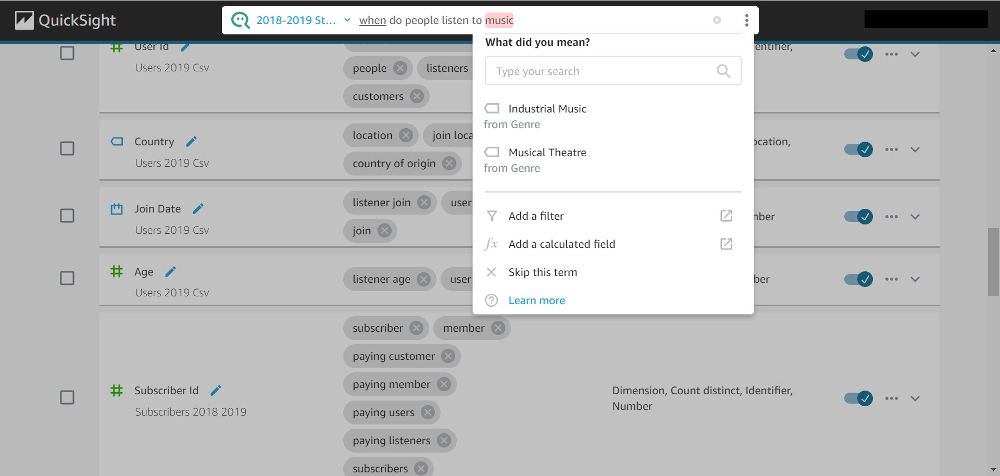 QuickSight
2018-2019 St...
when do people listen to music
What did you mean?
Type your search
Industrial Music
from Genre
Musical Theatre
from Genre
Add a filter
Add a calculated field
Skip this term
Learn more
User Id
Users 2019 Csv
people
listeners
customers
entifier,
Country
Users 2019 Csv
location
join loca
country of origin
ocation,
Join Date
Users 2019 Csv
listener join
user
join
nber
Age
Users 2019 Csv
listener age
user
ber
Subscriber Id
Subscribers 2018 2019
subscriber
member
paying customer
paying member
paying users
paying listeners
subscribers
Dimension, Count distinct, Identifier,
Number